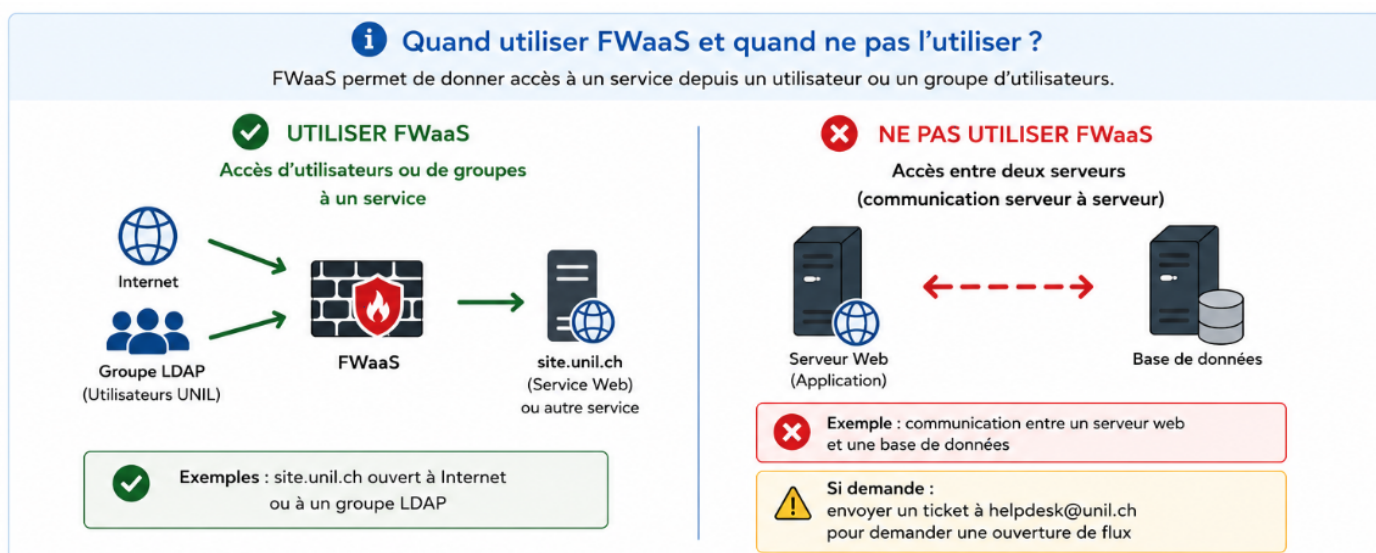 i Quand utiliser FWaaS et quand ne pas l’utiliser ?
FWaaS permet de donner accès à un service depuis un utilisateur ou un groupe d’utilisateurs.
UTILISER FWaaS
Accès d’utilisateurs ou de groupes
à un service
Internet
Groupe LDAP
(Utilisateurs UNIL)
FWaaS
site.unil.ch
(Service Web)
ou autre service
Exemples : site.unil.ch ouvert à Internet
ou à un groupe LDAP
NE PAS UTILISER FWaaS
Accès entre deux serveurs
(communication serveur à serveur)
Serveur Web
(Application)
Base de données
Exemple : communication entre un serveur web
et une base de données
Si demande :
envoyer un ticket à helpdesk@unil.ch
pour demander une ouverture de flux